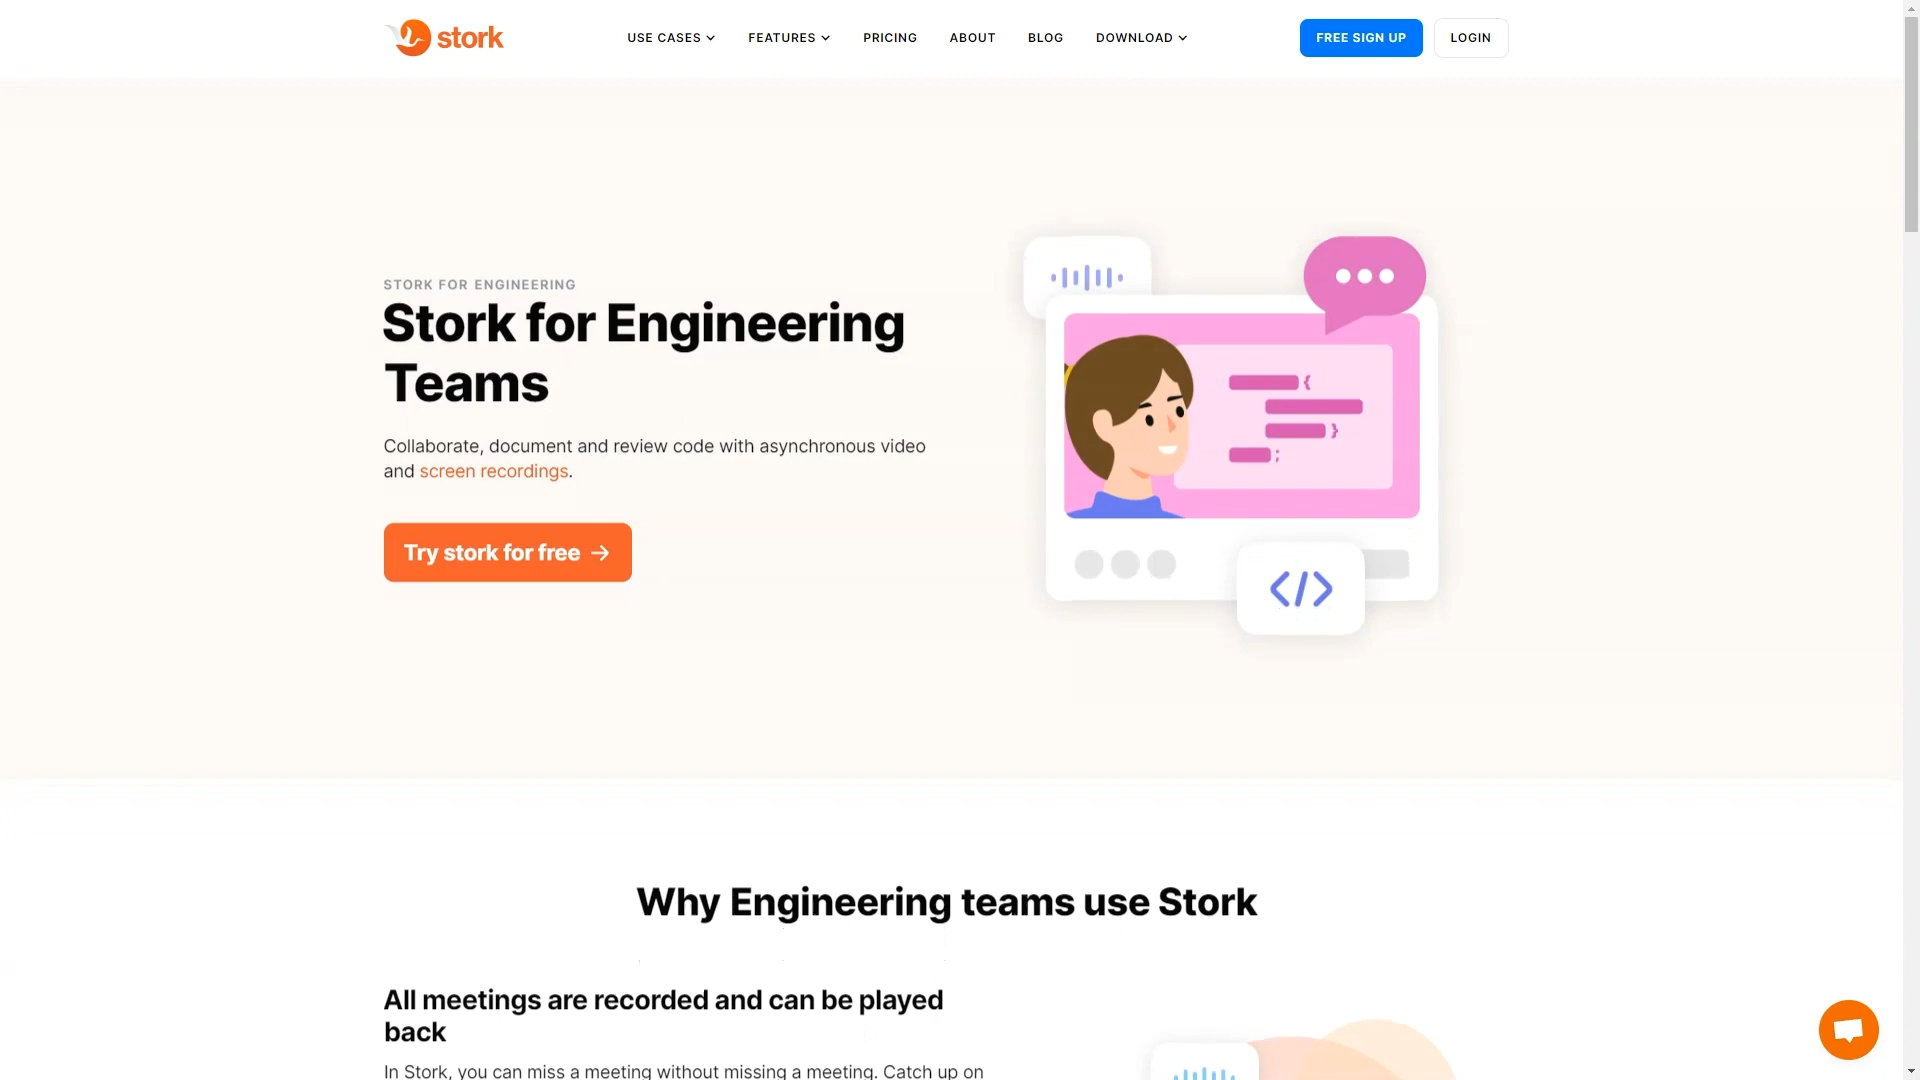 stork
USE CASES
FEATURES
PRICING
ABOUT
BLOG
DOWNLOAD
FREE SIGN UP
LOGIN
STORK FOR ENGINEERING
Stork for Engineering
Teams
Collaborate, document and review code with asynchronous video
and screen recordings.
Try stork for free →
Why Engineering teams use Stork
All meetings are recorded and can be played
back
In Stork, you can miss a meeting without missing a meeting. Catch up on